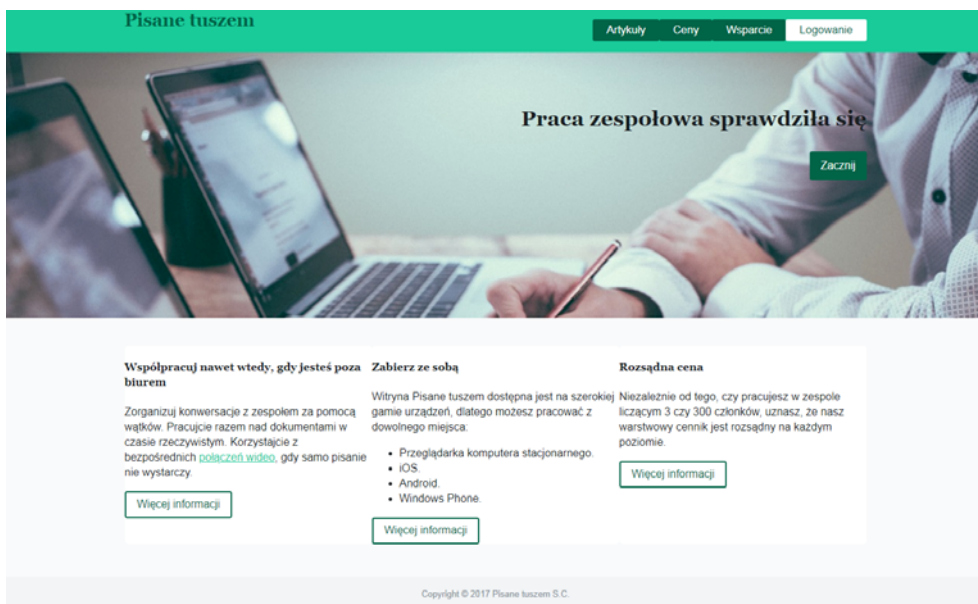 Pisane tuszem
Artykuły Ceny Wsparcie Logowanie
Praca zespołowa sprawdziła się
Zacznij
Współpracuj nawet wtedy, gdy jesteś poza
biurem
Zorganizuj konwersacje z zespołem za pomocą
wątków. Pracujcie razem nad dokumentami w
czasie rzeczywistym. Korzystajcie z
bezpośrednich połączeń wideo, gdy samo pisanie
nie wystarczy.
Więcej informacji
Zabierz ze sobą
Witryna Pisane tuszem dostępna jest na szerokiej
gamie urządzeń, dlatego możesz pracować z
dowolnego miejsca:
• Przeglądarka komputera stacjonarnego.
• iOS.
• Android.
• Windows Phone.
Więcej informacji
Rozsądna cena
Niezależnie od tego, czy pracujesz w zespole
liczącym 3 czy 300 członków, uznasz, że nasz
warstwowy cennik jest rozsądny na każdym
poziomie.
Więcej informacji
Copyright © 2017 Pisane tuszem S.C.